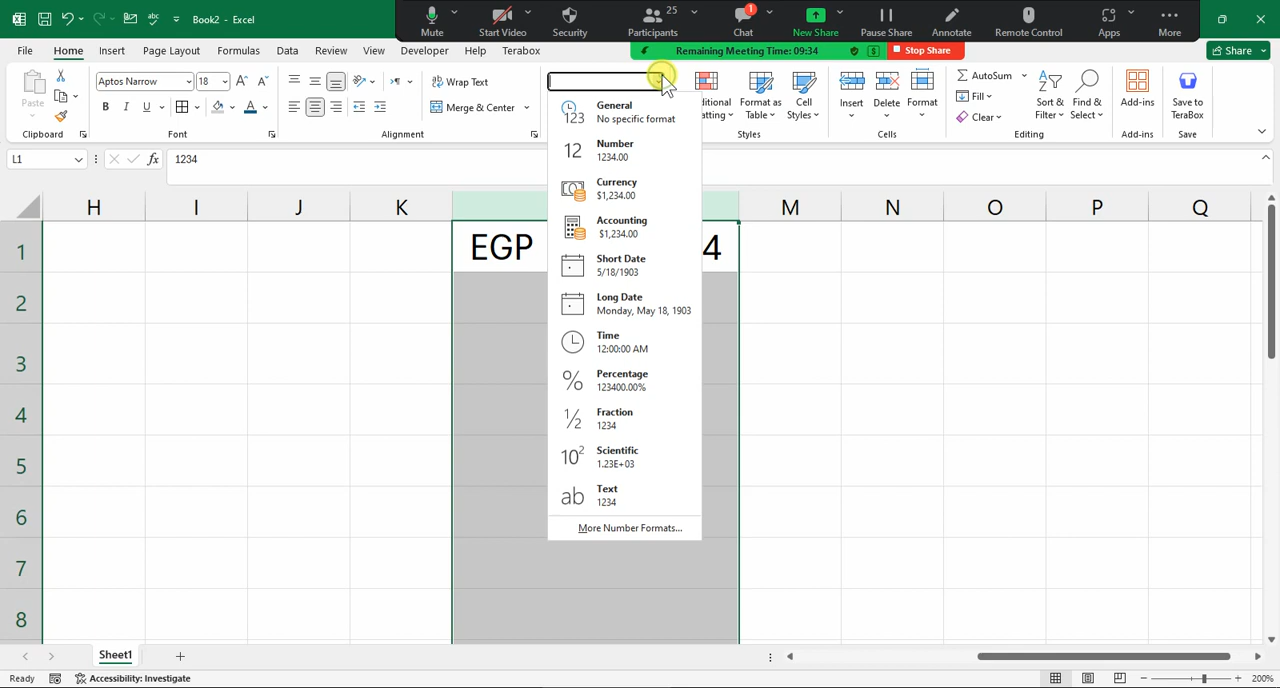 Book2 - Excel
Mute
Start Video
Security
Participants
25
Chat
1
New Share
Pause Share
Annotate
Remote Control
Apps
More
Remaining Meeting Time: 09:34
Stop Share
File
Home
Insert
Page Layout
Formulas
Data
Review
View
Developer
Help
Terabox
Share
Paste
Clipboard
Aptos Narrow
18
B I U
Font
Wrap Text
Merge & Center
Alignment
Format as Table
Cell Styles
Styles
Insert
Delete
Format
Cells
AutoSum
Fill
Clear
Sort & Filter
Find & Select
Editing
Add-ins
Add-ins
Save to TeraBox
Save
L1
fx
1234
General
No specific format
Number
1234.00
Currency
$1,234.00
Accounting
$1,234.00
Short Date
5/18/1903
Long Date
Monday, May 18, 1903
Time
12:00:00 AM
Percentage
123400.00%
Fraction
1234
Scientific
1.23E+03
Text
1234
More Number Formats...
H I J K M N O P Q
1 EGP 4
2
3
4
5
6
7
8
Sheet1
Ready
Accessibility: Investigate
200%